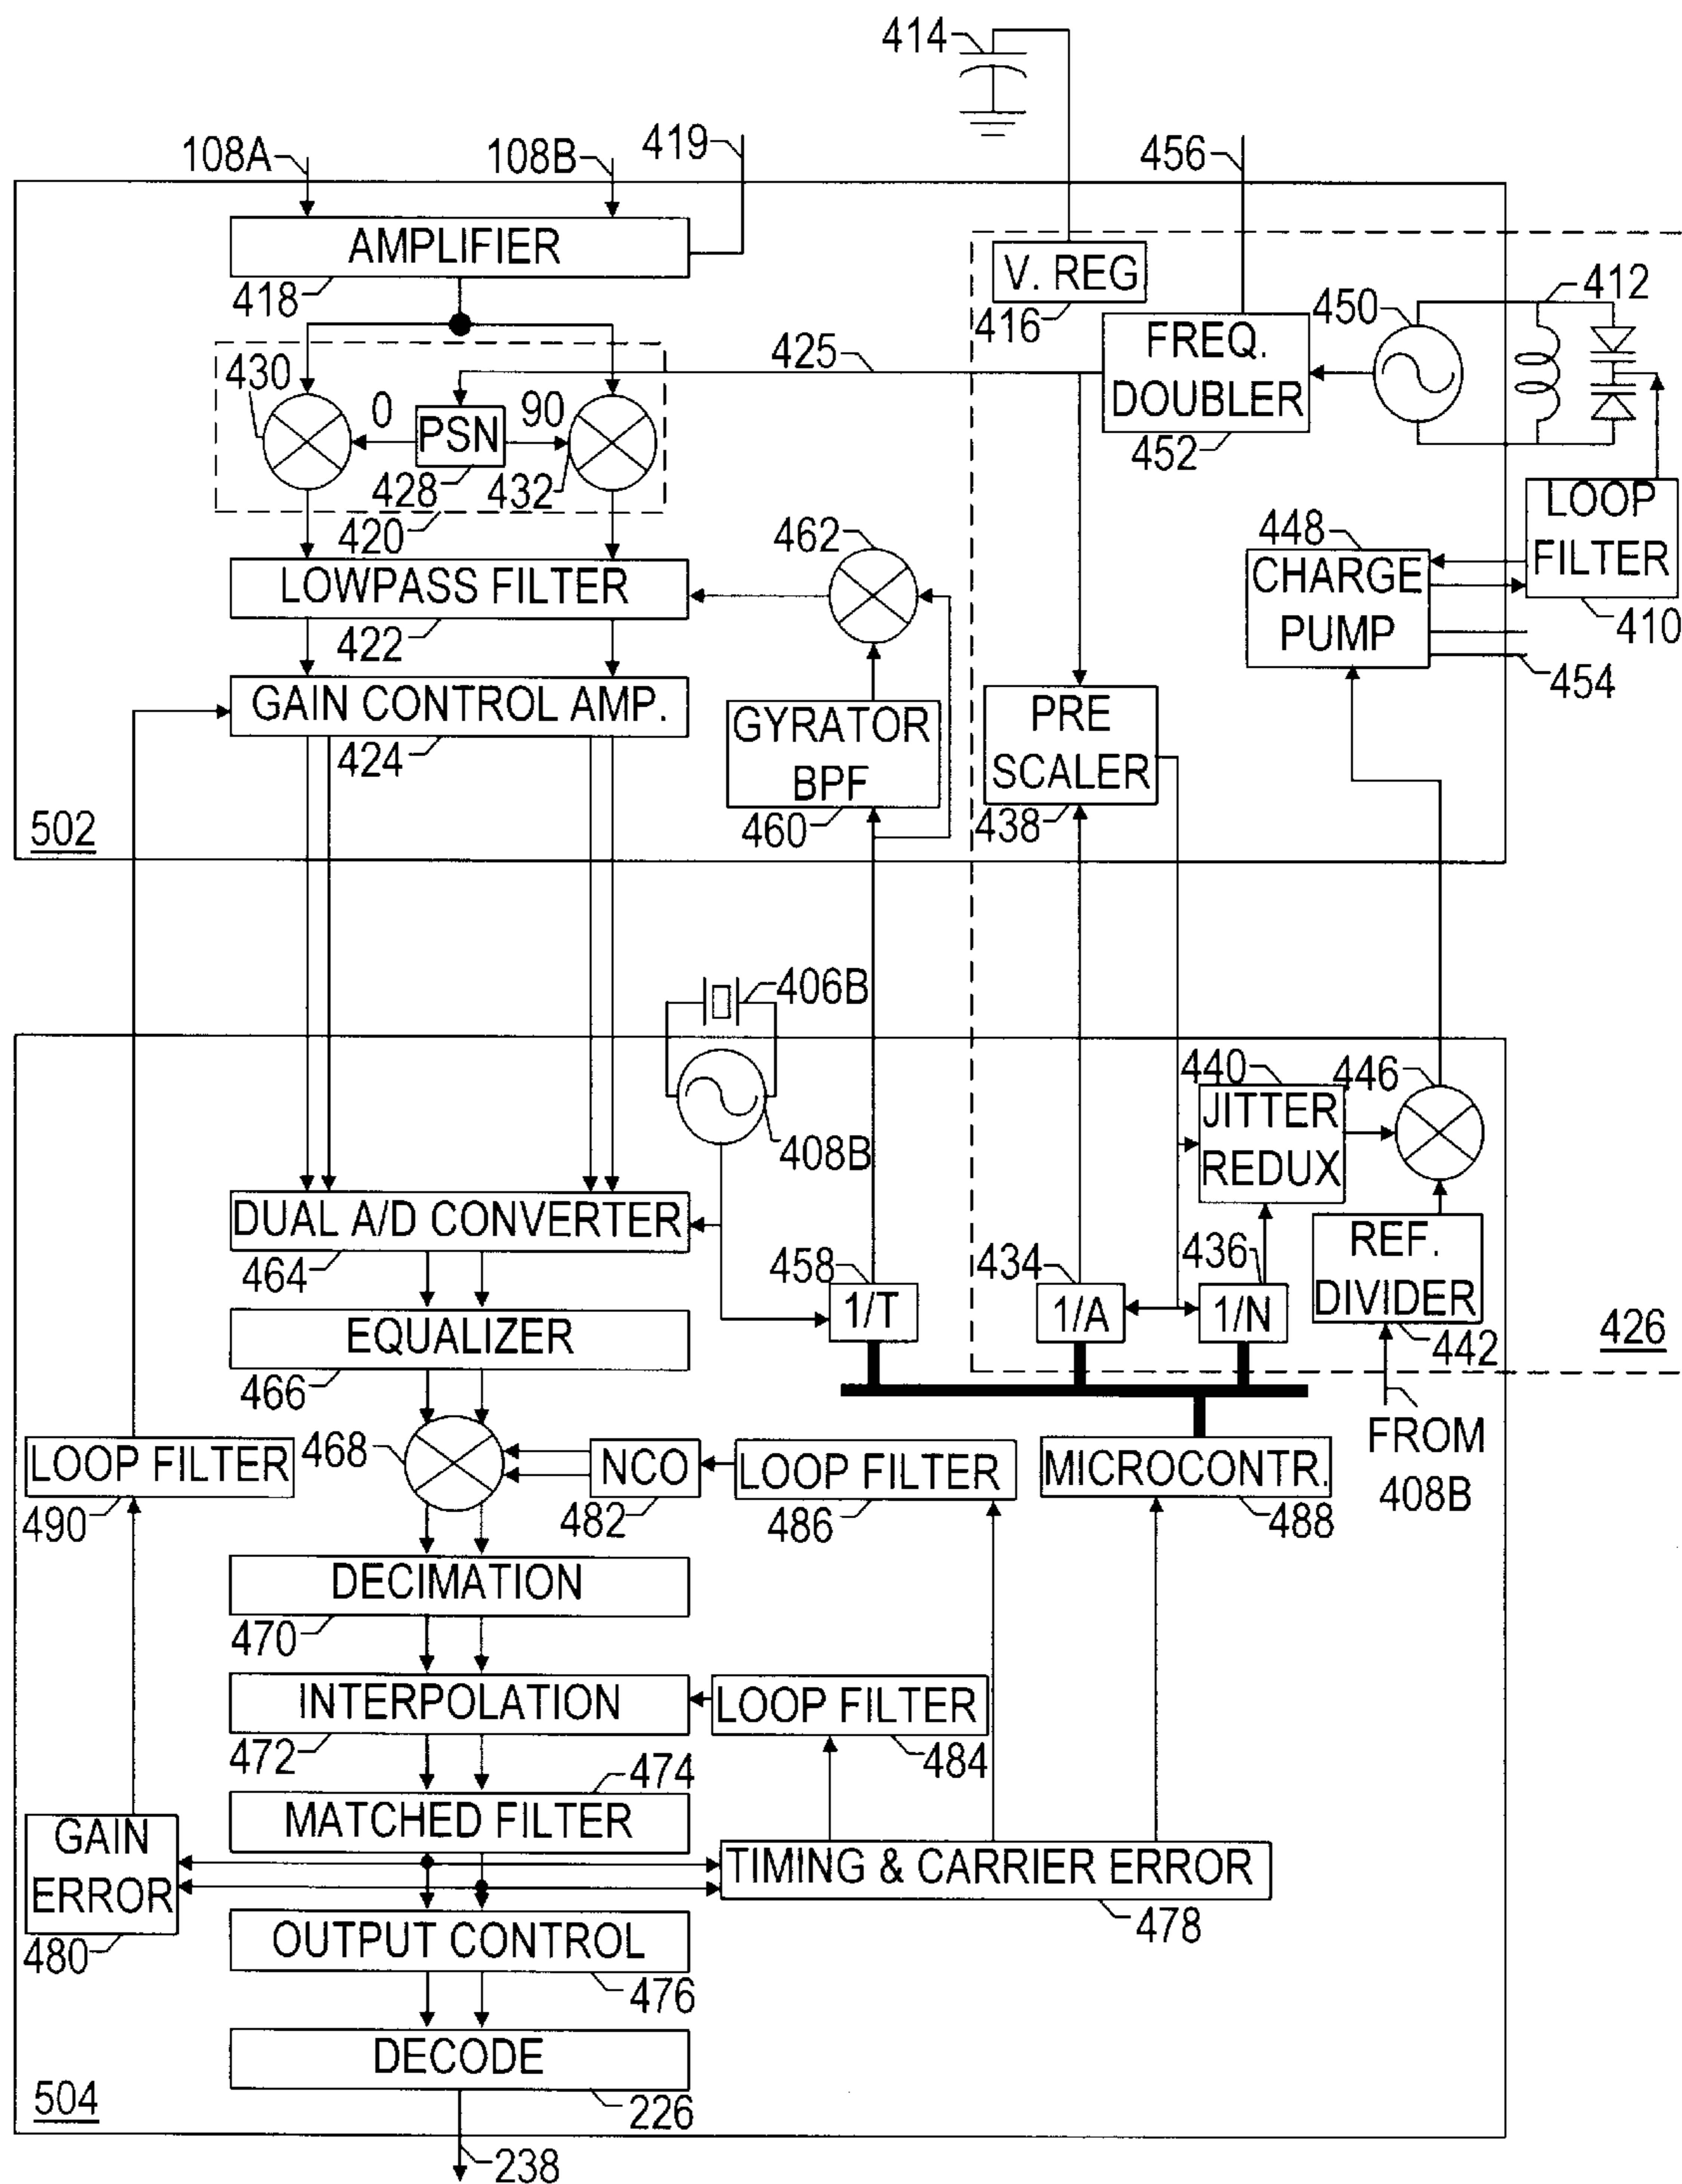 414
108A
108B
419
456
AMPLIFIER
418
V. REG
416
412
450
FREQ.
DOUBLER
452
425
430
0
PSN
90
428
432
420
462
448
LOOP
FILTER
410
LOWPASS FILTER
422
CHARGE
PUMP
454
GAIN CONTROL AMP.
424
GYRATOR
BPF
460
PRE
SCALER
438
502
406B
408B
440
446
JITTER
REDUX
DUAL A/D CONVERTER
464
458
1/T
434
1/A
436
1/N
REF.
DIVIDER
442
426
EQUALIZER
466
FROM
408B
LOOP FILTER
490
468
NCO
482
LOOP FILTER
486
MICROCONTR.
488
DECIMATION
470
INTERPOLATION
472
LOOP FILTER
484
474
MATCHED FILTER
GAIN
ERROR
480
TIMING & CARRIER ERROR
478
OUTPUT CONTROL
476
DECODE
226
504
238